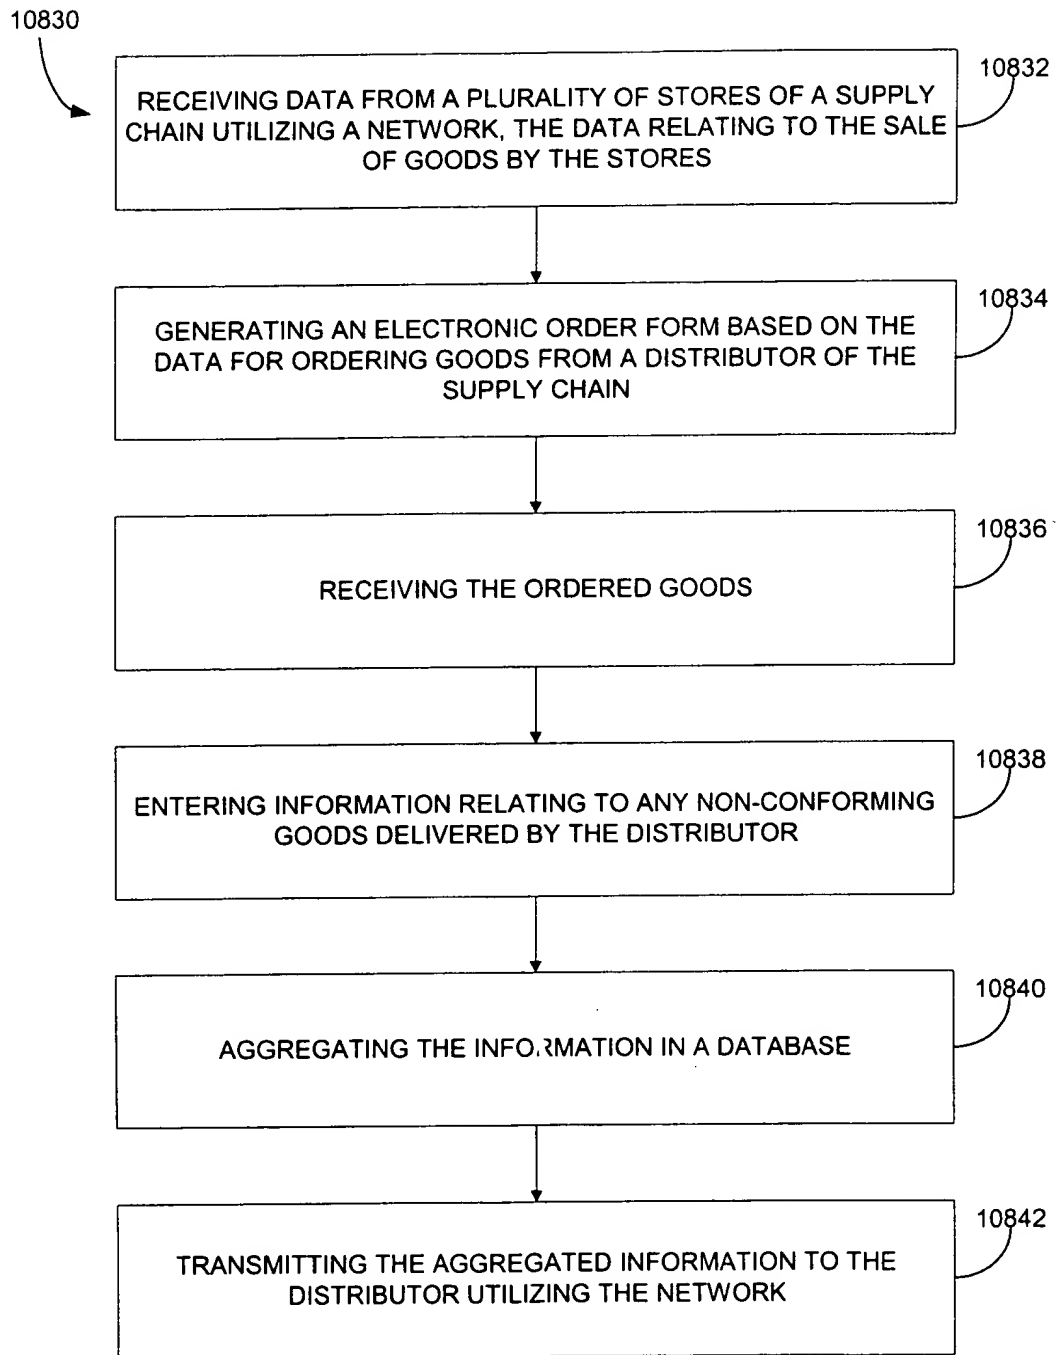 10830
10832
RECEIVING DATA FROM A PLURALITY OF STORES OF A SUPPLY
CHAIN UTILIZING A NETWORK, THE DATA RELATING TO THE SALE
OF GOODS BY THE STORES
10834
GENERATING AN ELECTRONIC ORDER FORM BASED ON THE
DATA FOR ORDERING GOODS FROM A DISTRIBUTOR OF THE
SUPPLY CHAIN
10836
RECEIVING THE ORDERED GOODS
10838
ENTERING INFORMATION RELATING TO ANY NON-CONFORMING
GOODS DELIVERED BY THE DISTRIBUTOR
10840
AGGREGATING THE INFORMATION IN A DATABASE
10842
TRANSMITTING THE AGGREGATED INFORMATION TO THE
DISTRIBUTOR UTILIZING THE NETWORK